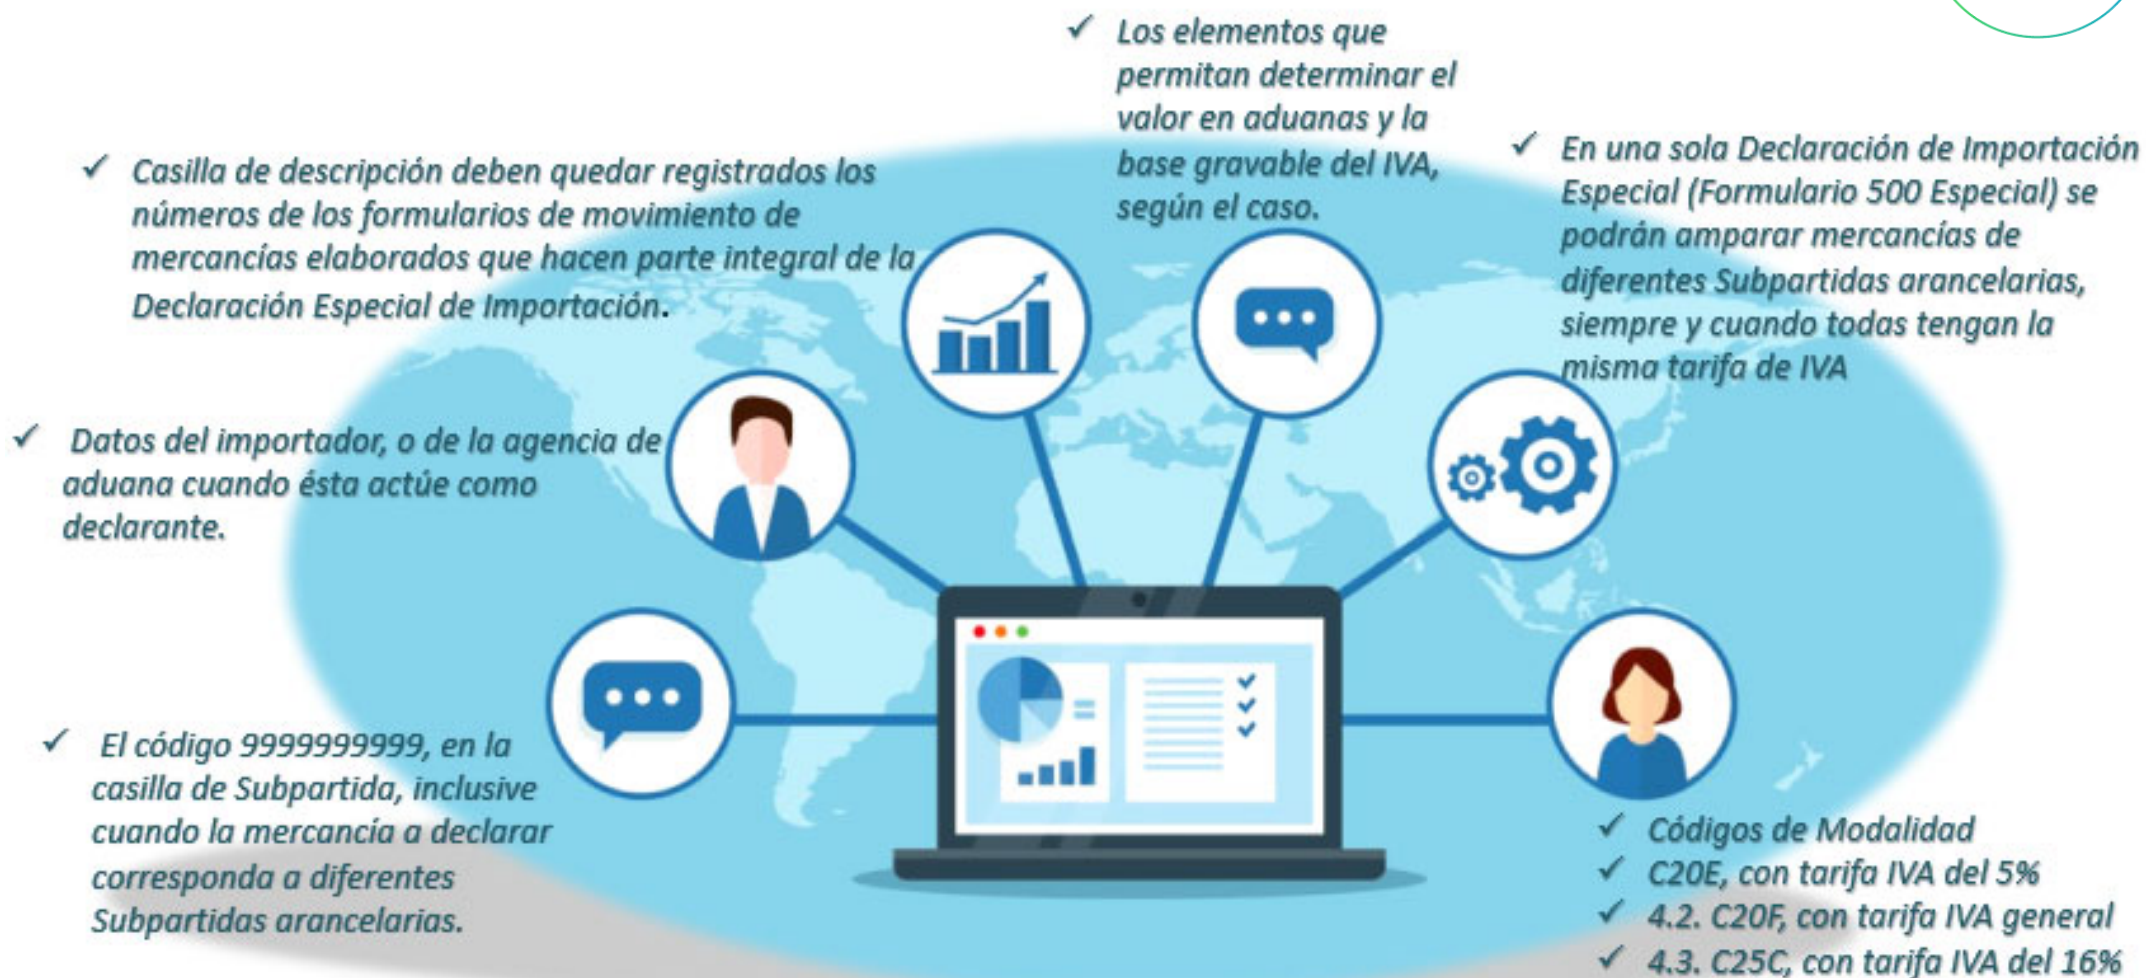 ✓ Los elementos que
permitan determinar el
valor en aduanas y la
base gravable del IVA,
según el caso.
✓ Casilla de descripción deben quedar registrados los
números de los formularios de movimiento de
mercancías elaborados que hacen parte integral de la
Declaración Especial de Importación.
✓ En una sola Declaración de Importación
Especial (Formulario 500 Especial) se
podrán amparar mercancías de
diferentes Subpartidas arancelarias,
siempre y cuando todas tengan la
misma tarifa de IVA
✓ Datos del importador, o de la agencia de
aduana cuando ésta actúe como
declarante.
✓ El código 9999999999, en la
casilla de Subpartida, inclusive
cuando la mercancía a declarar
corresponda a diferentes
Subpartidas arancelarias.
✓ Códigos de Modalidad
✓ C20E, con tarifa IVA del 5%
✓ 4.2. C20F, con tarifa IVA general
✓ 4.3. C25C, con tarifa IVA del 16%